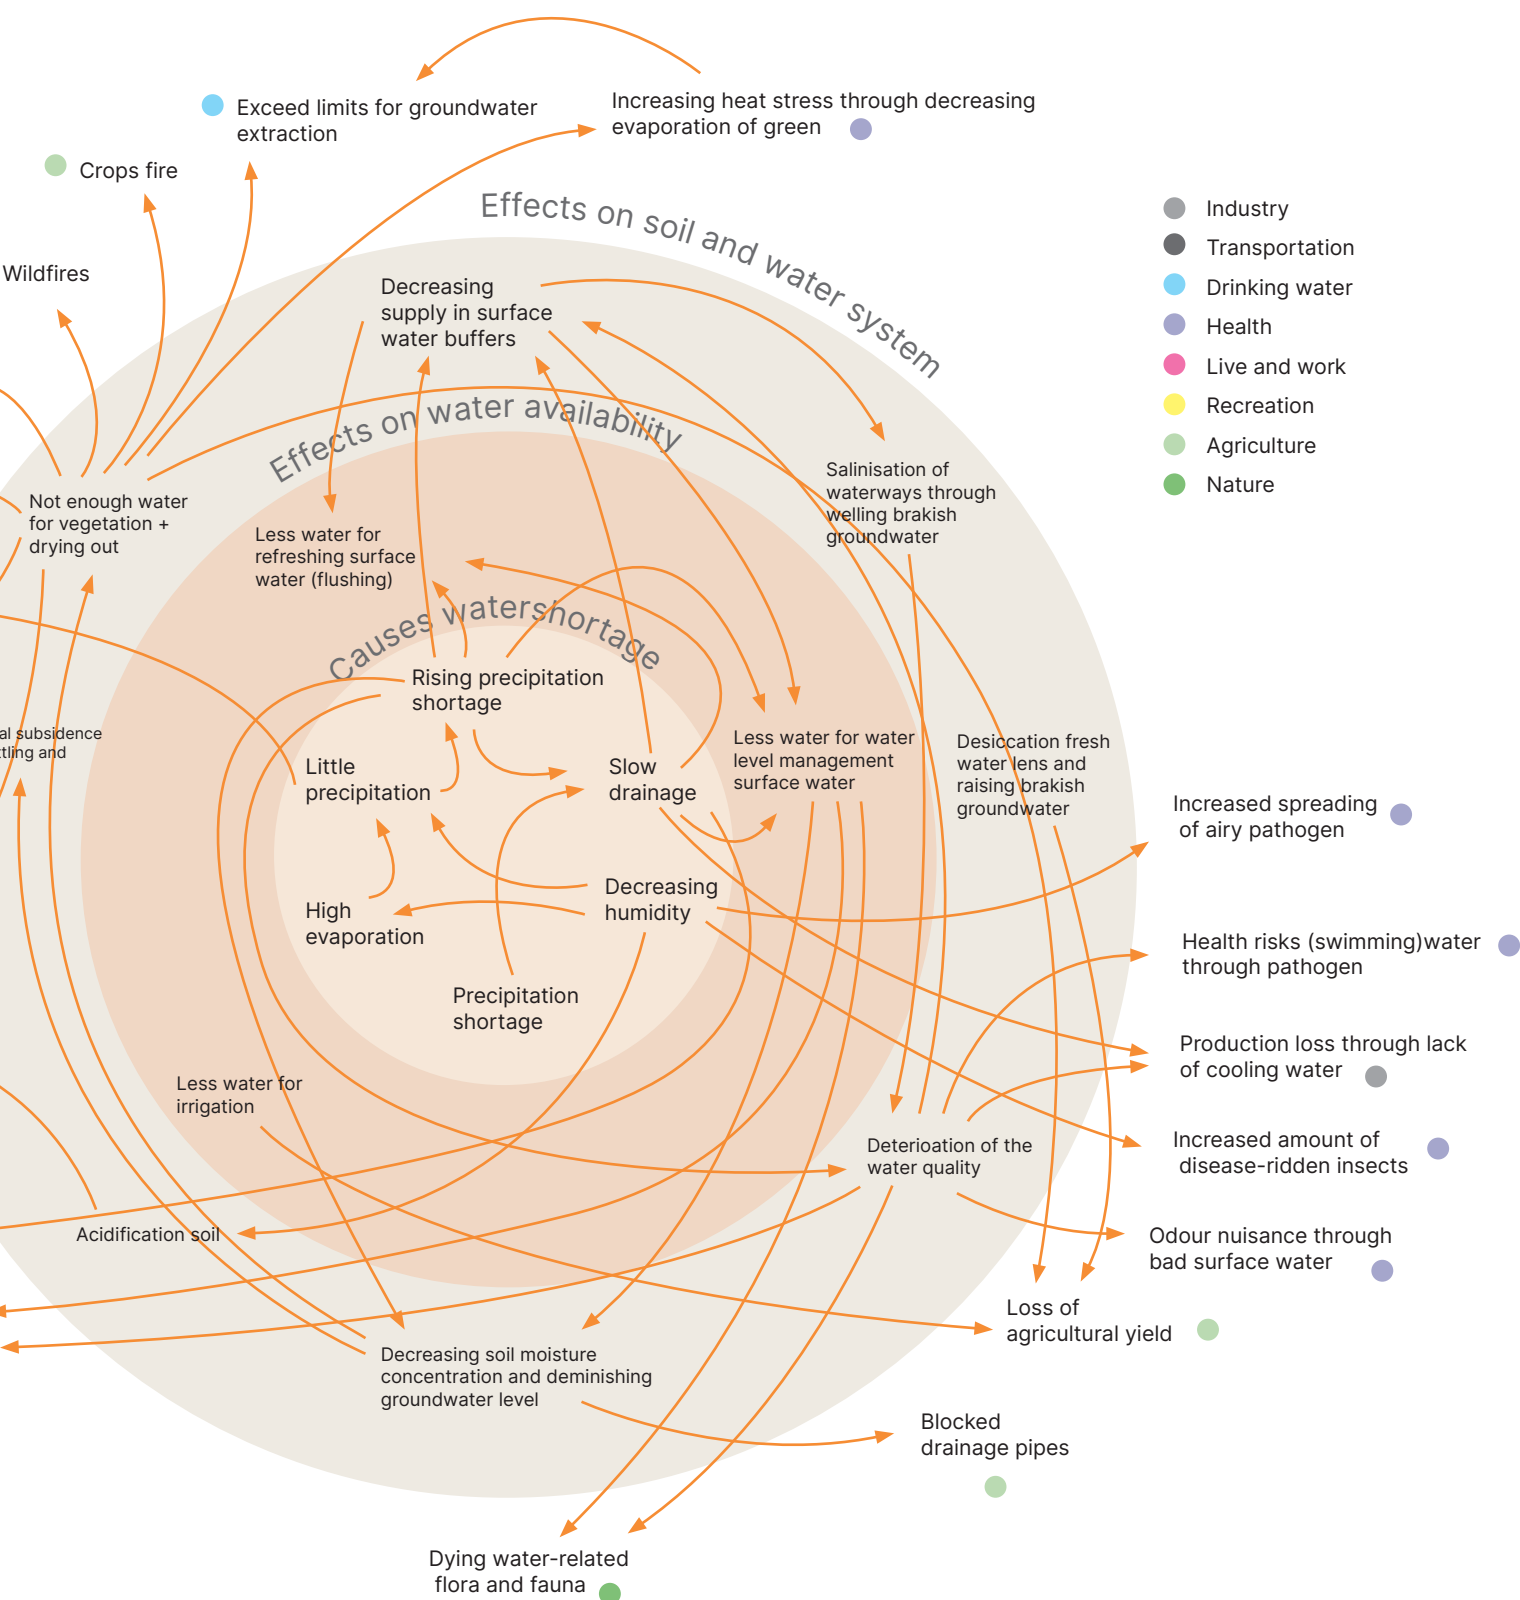 Exceed limits for groundwater
extraction
Increasing heat stress through decreasing
evaporation of green
Crops fire
Wildfires
Effects on soil and water system
Industry
Transportation
Drinking water
Health
Live and work
Recreation
Agriculture
Nature
Decreasing
supply in surface
water buffers
Effects on water availability
Salinisation of
waterways through
welling brakish
groundwater
Not enough water
for vegetation +
drying out
Less water for
refreshing surface
water (flushing)
Causes watershortage
Rising precipitation
shortage
al subsidence
ttling and
Little
precipitation
Slow
drainage
Less water for water
level management
surface water
Desiccation fresh
water lens and
raising brakish
groundwater
Increased spreading
of airy pathogen
High
evaporation
Decreasing
humidity
Health risks (swimming)water
through pathogen
Precipitation
shortage
Production loss through lack
of cooling water
Less water for
irrigation
Deterioation of the
water quality
Increased amount of
disease-ridden insects
Acidification soil
Odour nuisance through
bad surface water
Loss of
agricultural yield
Decreasing soil moisture
concentration and deminishing
groundwater level
Blocked
drainage pipes
Dying water-related
flora and fauna